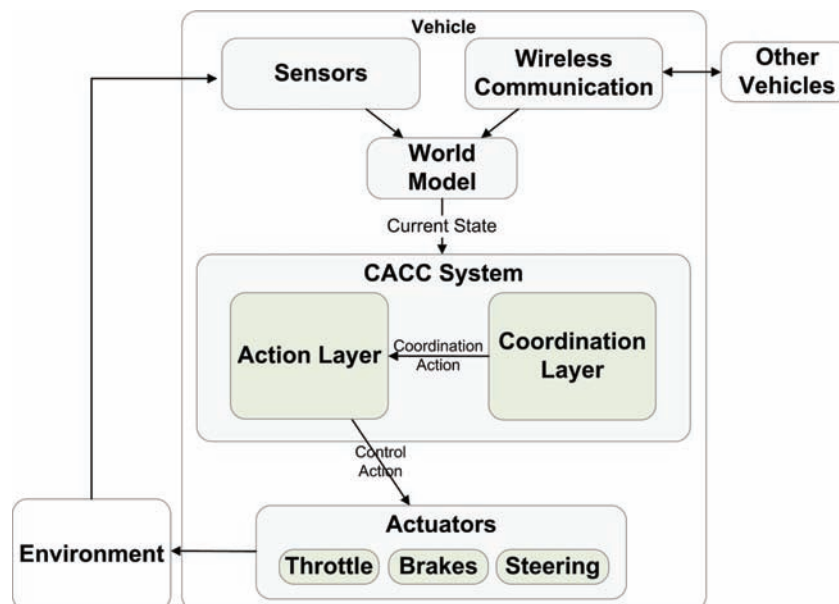 Vehicle
Sensors
Wireless
Communication
Other
Vehicles
World
Model
Current State
CACC System
Action Layer
Coordination
Action
Coordination
Layer
Control
Action
Actuators
Throttle
Brakes
Steering
Environment